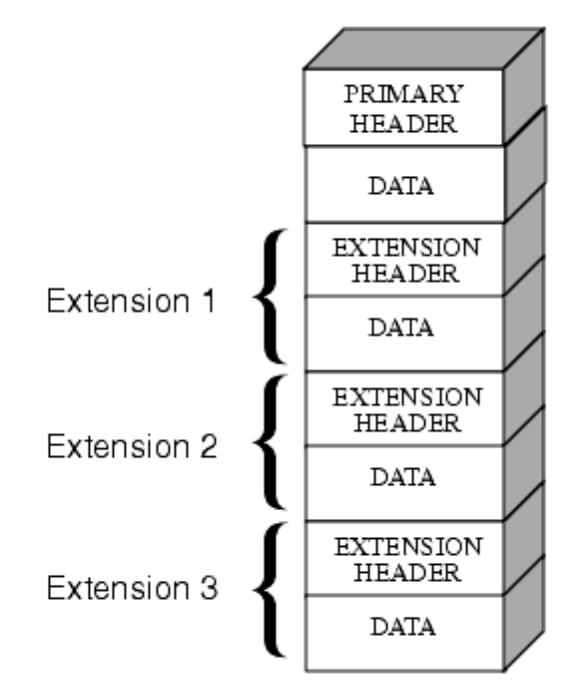 PRIMARY
HEADER
DATA
Extension 1
EXTENSION
HEADER
DATA
Extension 2
EXTENSION
HEADER
DATA
Extension 3
EXTENSION
HEADER
DATA